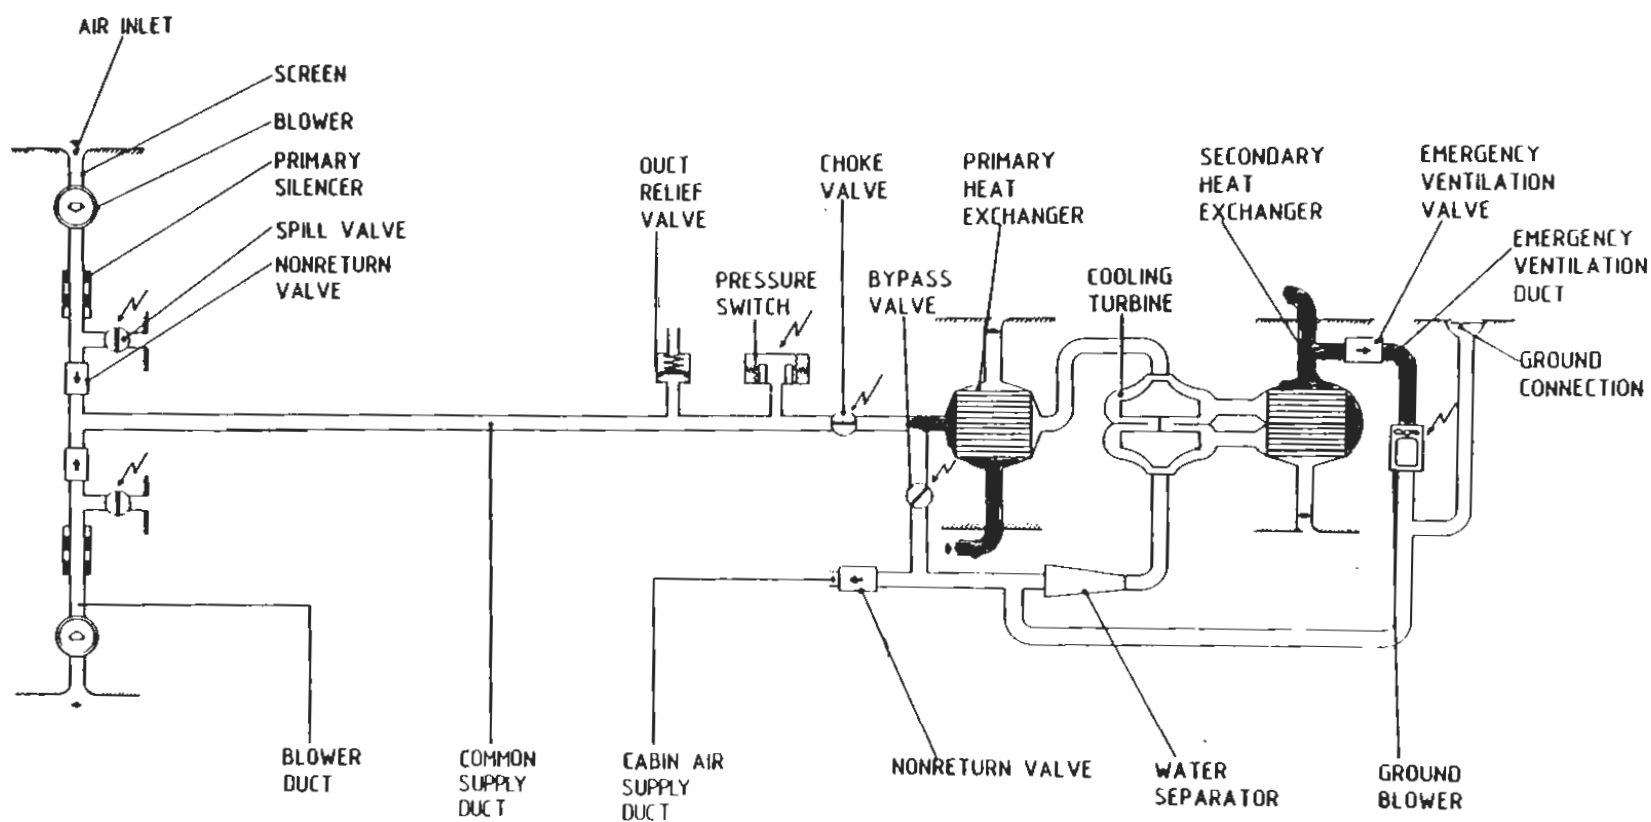 AIR INLET
SCREEN
BLOWER
PRIMARY
SILENCER
SPILL VALVE
NONRETURN
VALVE
OUCT
RELIEF
VALVE
PRESSURE
SWITCH
CHOKE
VALVE
BYPASS
VALVE
PRIMARY
HEAT
EXCHANGER
COOLING
TURBINE
SECONDARY
HEAT
EXCHANGER
EMERGENCY
VENTILATION
VALVE
EMERGENCY
VENTILATION
DUCT
GROUND
CONNECTION
BLOWER
DUCT
COMMON
SUPPLY
DUCT
CABIN AIR
SUPPLY
DUCT
NONRETURN VALVE
WATER
SEPARATOR
GROUND
BLOWER